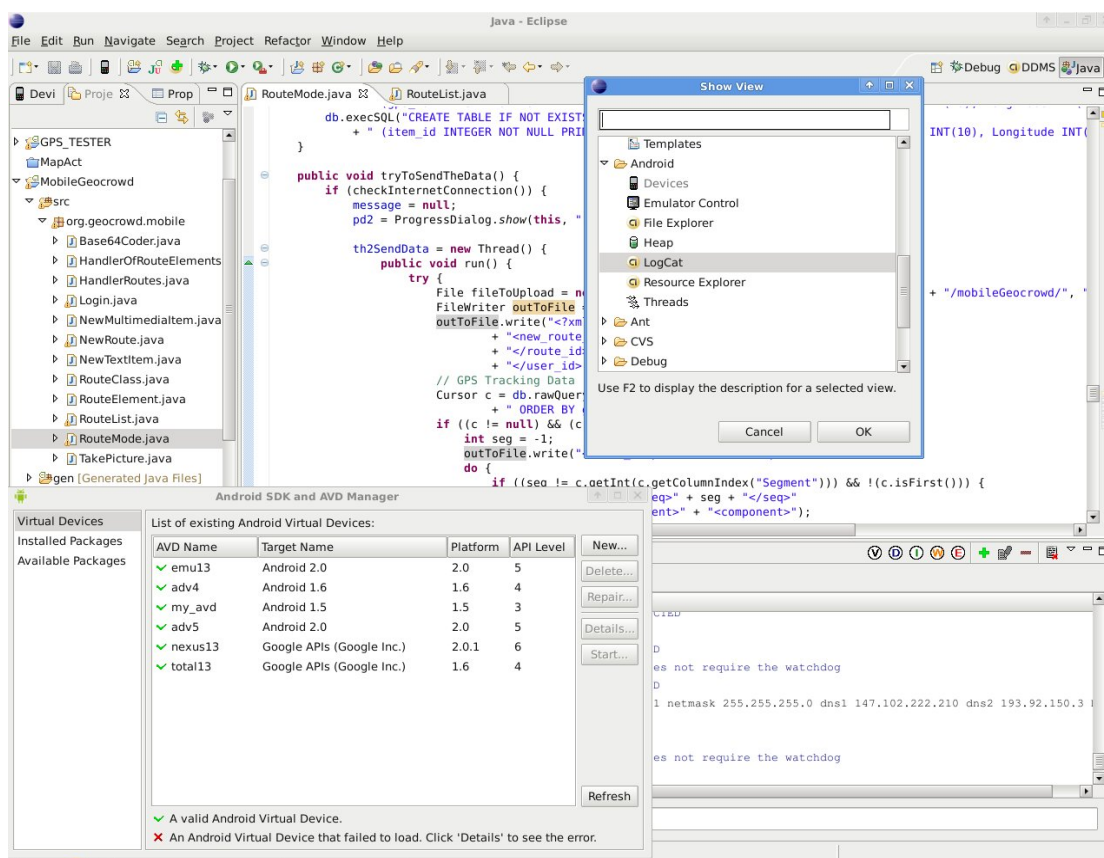 Java - Eclipse
File Edit Run Navigate Search Project Refactor Window Help
Debug DDMS Java
Devi Proje Prop
GPS_TESTER
MapAct
MobileGeocrowd
src
org.geocrowd.mobile
Base64Coder.java
HandlerOfRouteElements
HandlerRoutes.java
Login.java
NewMultimediaItem.java
NewRoute.java
NewTextItem.java
RouteClass.java
RouteElement.java
RouteList.java
RouteMode.java
TakePicture.java
gen [Generated Java Files]
RouteMode.java RouteList.java
db.execSQL("CREATE TABLE IF NOT EXIST
+ " (item_id INTEGER NOT NULL PRI INT(10), Longitude INT(
}
public void tryToSendTheData() {
if (checkInternetConnection()) {
message = null;
pd2 = ProgressDialog.show(this, "
th2SendData = new Thread() {
public void run() {
try {
File fileToUpload = n + "/mobileGeocrowd/", "
FileWriter outToFile =
outToFile.write("<?xm
+ "<new_route
+ "</route_id>
+ "</user_id>
// GPS Tracking Data
Cursor c = db.rawQuer
+ " ORDER BY
if ((c != null) && (c
int seg = -1;
outToFile.write("<
do {
if ((seg != c.getInt(c.getColumnIndex("Segment"))) && !(c.isFirst())) {
eq>" + seg + "</seq>"
ent>" + "<component>");
Show View
Templates
Android
Devices
Emulator Control
File Explorer
Heap
LogCat
Resource Explorer
Threads
Ant
CVS
Debug
Use F2 to display the description for a selected view.
Cancel OK
Android SDK and AVD Manager
Virtual Devices
Installed Packages
Available Packages
List of existing Android Virtual Devices:
AVD Name Target Name Platform API Level
emu13 Android 2.0 2.0 5
adv4 Android 1.6 1.6 4
my_avd Android 1.5 1.5 3
adv5 Android 2.0 2.0 5
nexus13 Google APIs (Google Inc.) 2.0.1 6
total13 Google APIs (Google Inc.) 1.6 4
New...
Delete...
Repair...
Details...
Start...
Refresh
A valid Android Virtual Device.
An Android Virtual Device that failed to load. Click 'Details' to see the error.
V D I W E
D
es not require the watchdog
D
1 netmask 255.255.255.0 dns1 147.102.222.210 dns2 193.92.150.3
es not require the watchdog